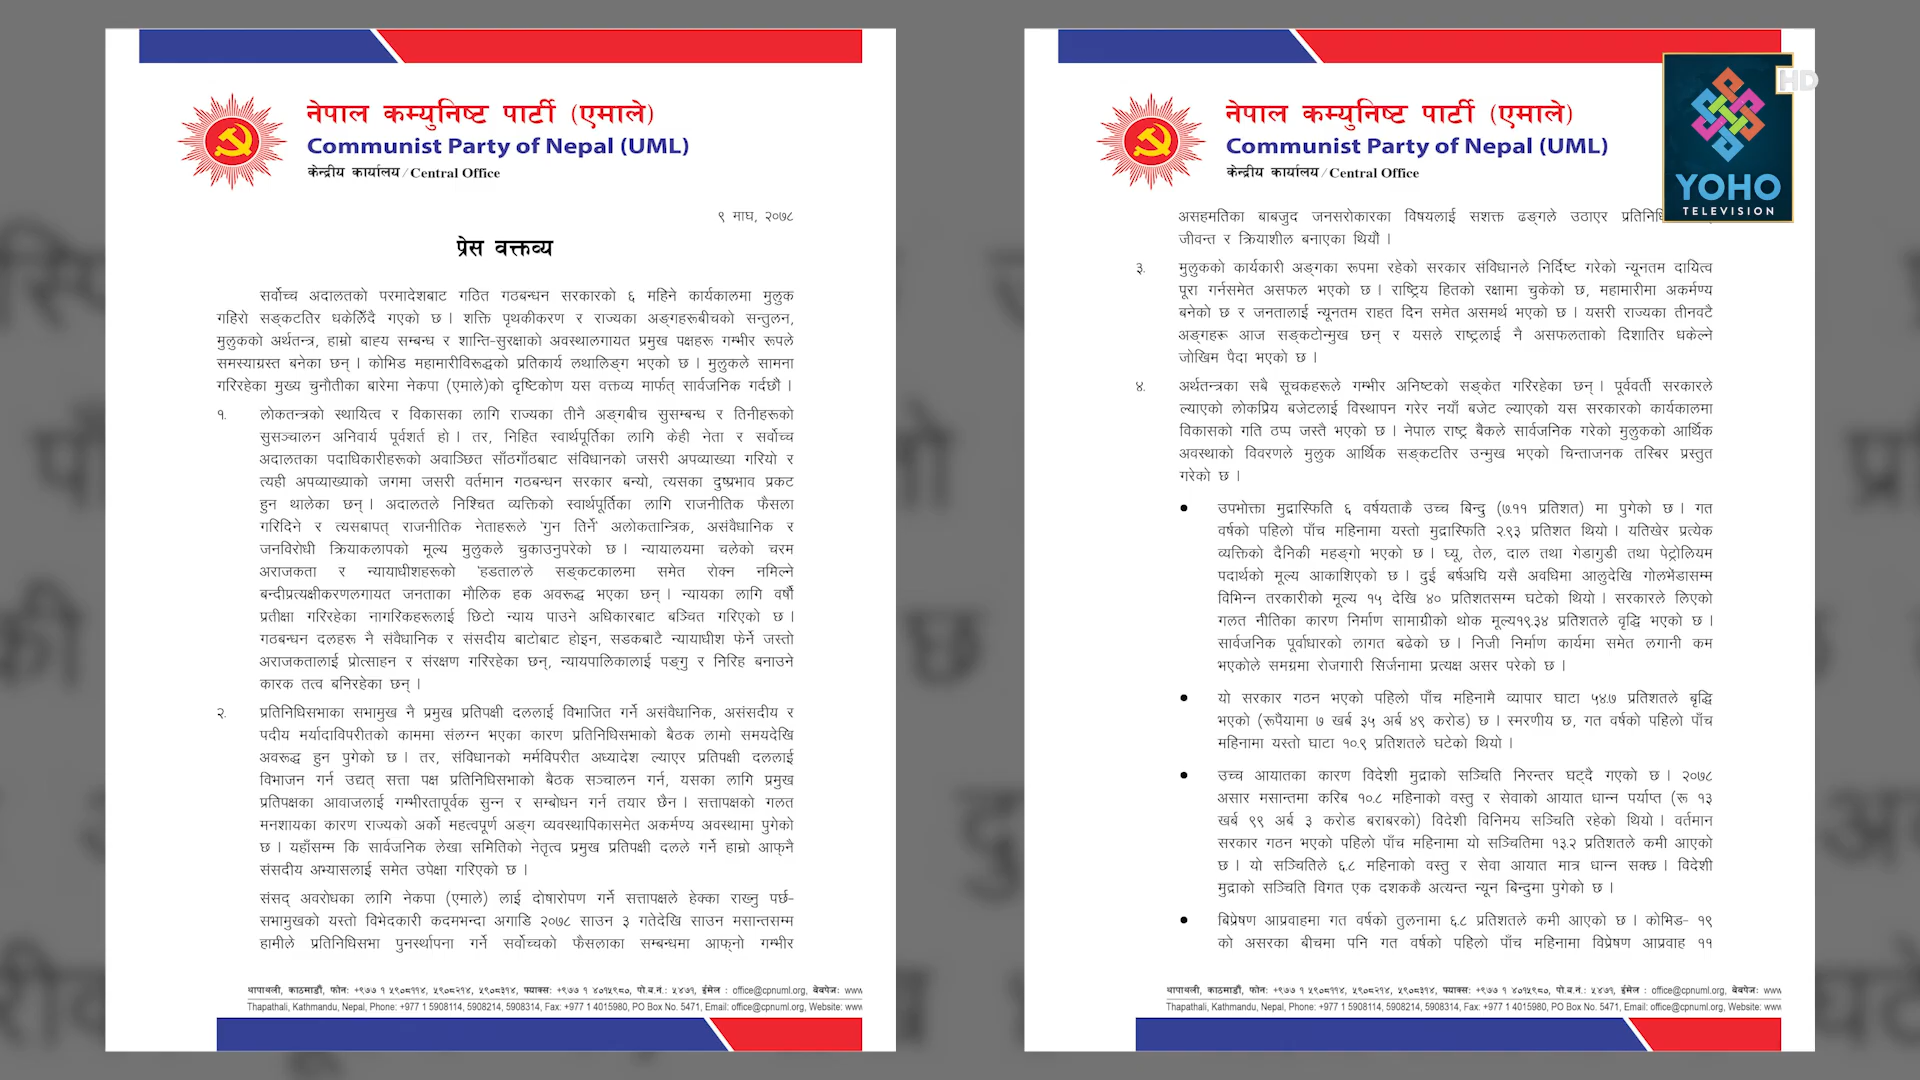 नेपाल कम्युनिष्ट पार्टी (एमाले)
Communist Party of Nepal (UML)
केन्द्रीय कार्यालय/Central Office
९ माघ, २०७८
प्रेस वक्तव्य
सर्वोच्च अदालतको परमादेशबाट गठित गठबन्धन सरकारको ६ महिने कार्यकालमा मुलुक
गहिरो सङ्कटतिर धकेलिँदै गएको छ । शक्ति पृथकीकरण र राज्यका अङ्गहरूबीचको सन्तुलन,
मुलुकको अर्थतन्त्र, हाम्रो बाह्य सम्बन्ध र शान्ति-सुरक्षाको अवस्थालगायत प्रमुख पक्षहरू गम्भीर रूपले
समस्याग्रस्त बनेका छन् । कोभिड महामारीविरूद्धको प्रतिकार्य लथालिङ्ग भएको छ । मुलुकले सामना
गरिरहेका मुख्य चुनौतीका बारेमा नेकपा (एमाले)को दृष्टिकोण यस वक्तव्य मार्फत् सार्वजनिक गर्दछौं ।
१. लोकतन्त्रको स्थायित्व र विकासका लागि राज्यका तीनै अङ्गबीच सुसम्बन्ध र तिनीहरूको
सुसञ्चालन अनिवार्य पूर्वशर्त हो । तर, निहित स्वार्थपूर्तिका लागि केही नेता र सर्वोच्च
अदालतका पदाधिकारीहरूको अवाञ्छित साँठगाँठबाट संविधानको जसरी अपव्याख्या गरियो र
त्यही अपव्याख्याको जगमा जसरी वर्तमान गठबन्धन सरकार बन्यो, त्यसका दुष्प्रभाव प्रकट
हुन थालेका छन् । अदालतले निश्चित व्यक्तिको स्वार्थपूर्तिका लागि राजनीतिक फैसला
गरिदिने र त्यसबापत् राजनीतिक नेताहरूले 'गुन तिर्ने' अलोकतान्त्रिक, असंवैधानिक र
जनविरोधी क्रियाकलापको मूल्य मुलुकले चुकाउनुपरेको छ । न्यायालयमा चलेको चरम
अराजकता र न्यायाधीशहरूको 'हडताल'ले सङ्कटकालमा समेत रोक्न नमिल्ने
बन्दीप्रत्यक्षीकरणलगायत जनताका मौलिक हक अवरूद्ध भएका छन् । न्यायका लागि वर्षौं
प्रतीक्षा गरिरहेका नागरिकहरूलाई छिटो न्याय पाउने अधिकारबाट बञ्चित गरिएको छ ।
गठबन्धन दलहरू नै संवैधानिक र संसदीय बाटोबाट होइन, सडकबाटै न्यायाधीश फेर्ने जस्तो
अराजकतालाई प्रोत्साहन र संरक्षण गरिरहेका छन्, न्यायपालिकालाई पङ्गु र निरिह बनाउने
कारक तत्व बनिरहेका छन् ।
२. प्रतिनिधिसभाका सभामुख नै प्रमुख प्रतिपक्षी दललाई विभाजित गर्ने असंवैधानिक, असंसदीय र
पदीय मर्यादाविपरीतको काममा संलग्न भएका कारण प्रतिनिधिसभाको बैठक लामो समयदेखि
अवरूद्ध हुन पुगेको छ । तर, संविधानको मर्मविपरीत अध्यादेश ल्याएर प्रतिपक्षी दललाई
विभाजन गर्न उद्यत् सत्ता पक्ष प्रतिनिधिसभाको बैठक सञ्चालन गर्न, यसका लागि प्रमुख
प्रतिपक्षका आवाजलाई गम्भीरतापूर्वक सुन्न र सम्बोधन गर्न तयार छैन । सत्तापक्षको गलत
मनशायका कारण राज्यको अर्को महत्वपूर्ण अङ्ग व्यवस्थापिकासमेत अकर्मण्य अवस्थामा पुगेको
छ । यहाँसम्म कि सार्वजनिक लेखा समितिको नेतृत्व प्रमुख प्रतिपक्षी दलले गर्ने हाम्रो आफ्नै
संसदीय अभ्यासलाई समेत उपेक्षा गरिएको छ ।
संसद् अवरोधका लागि नेकपा (एमाले) लाई दोषारोपण गर्ने सत्तापक्षले हेक्का राख्नु पर्छ-
सभामुखको यस्तो विभेदकारी कदमभन्दा अगाडि २०७८ साउन ३ गतेदेखि साउन मसान्तसम्म
हामीले प्रतिनिधिसभा पुनर्स्थापना गर्ने सर्वोच्चको फैसलाका सम्बन्धमा आफ्नो गम्भीर
थापाथली, काठमाडौं, फोनः +९७७ १ ५९०८११४, ५९०८२१४, ५९०८३१४, फ्याक्सः +९७७ १ ४०१५९८०, पो.ब.नं.: ५४७१, ईमेल : office@cpnuml.org, वेबपेजः www
Thapathali, Kathmandu, Nepal, Phone: +977 1 5908114, 5908214, 5908314, Fax: +977 1 4015980, PO Box No. 5471, Email: office@cpnuml.org, Website: www
नेपाल कम्युनिष्ट पार्टी (एमाले)
Communist Party of Nepal (UML)
केन्द्रीय कार्यालय/Central Office
HD
YOHO
TELEVISION
असहमतिका बाबजुद जनसरोकारका विषयलाई सशक्त ढङ्गले उठाएर
जीवन्त र क्रियाशील बनाएका थियौं ।
३. मुलुकको कार्यकारी अङ्गका रूपमा रहेको सरकार संविधानले निर्दिष्ट गरेको न्यूनतम दायित्व
पूरा गर्नसमेत असफल भएको छ । राष्ट्रिय हितको रक्षामा चुकेको छ, महामारीमा अकर्मण्य
बनेको छ र जनतालाई न्यूनतम राहत दिन समेत असमर्थ भएको छ । यसरी राज्यका तीनवटै
अङ्गहरू आज सङ्कटोन्मुख छन् र यसले राष्ट्रलाई नै असफलताको दिशातिर धकेल्ने
जोखिम पैदा भएको छ ।
४. अर्थतन्त्रका सबै सूचकहरूले गम्भीर अनिष्टको सङ्केत गरिरहेका छन् । पूर्ववर्ती सरकारले
ल्याएको लोकप्रिय बजेटलाई विस्थापन गरेर नयाँ बजेट ल्याएको यस सरकारको कार्यकालमा
विकासको गति ठप्प जस्तै भएको छ । नेपाल राष्ट्र बैंकले सार्वजनिक गरेको मुलुकको आर्थिक
अवस्थाको विवरणले मुलुक आर्थिक सङ्कटतिर उन्मुख भएको चिन्ताजनक तस्बिर प्रस्तुत
गरेको छ ।
• उपभोक्ता मुद्रास्फिति ६ वर्षयताकै उच्च बिन्दु (७.११ प्रतिशत) मा पुगेको छ । गत
वर्षको पहिलो पाँच महिनामा यस्तो मुद्रास्फिति २.९३ प्रतिशत थियो । यतिखेर प्रत्येक
व्यक्तिको दैनिकी महङ्गो भएको छ । घ्यू, तेल, दाल तथा गेडागुडी तथा पेट्रोलियम
पदार्थको मूल्य आकाशिएको छ । दुई बर्षअघि यसै अवधिमा आलुदेखि गोलभेंडासम्म
विभिन्न तरकारीको मूल्य १५ देखि ४० प्रतिशतसम्म घटेको थियो । सरकारले लिएको
गलत नीतिका कारण निर्माण सामाग्रीको थोक मूल्य१९.३४ प्रतिशतले वृद्धि भएको छ ।
सार्वजनिक पूर्वाधारको लागत बढेको छ । निजी निर्माण कार्यमा समेत लगानी कम
भएकोले समग्रमा रोजगारी सिर्जनामा प्रत्यक्ष असर परेको छ ।
• यो सरकार गठन भएको पहिलो पाँच महिनामै व्यापार घाटा ५४.७ प्रतिशतले बृद्धि
भएको (रूपैयामा ७ खर्ब ३५ अर्ब ४९ करोड) छ । स्मरणीय छ, गत वर्षको पहिलो पाँच
महिनामा यस्तो घाटा १०.९ प्रतिशतले घटेको थियो ।
• उच्च आयातका कारण विदेशी मुद्राको सञ्चिति निरन्तर घट्दै गएको छ । २०७८
असार मसान्तमा करिब १०.८ महिनाको वस्तु र सेवाको आयात धान्न पर्याप्त (रू १३
खर्ब ९९ अर्ब ३ करोड बराबरको) विदेशी विनिमय सञ्चिति रहेको थियो । वर्तमान
सरकार गठन भएको पहिलो पाँच महिनामा यो सञ्चितिमा १३.२ प्रतिशतले कमी आएको
छ । यो सञ्चितिले ६.८ महिनाको वस्तु र सेवा आयात मात्र धान्न सक्छ । विदेशी
मुद्राको सञ्चिति विगत एक दशककै अत्यन्त न्यून बिन्दुमा पुगेको छ ।
• बिप्रेषण आप्रवाहमा गत वर्षको तुलनामा ६.८ प्रतिशतले कमी आएको छ । कोभिड- १९
को असरका बीचमा पनि गत वर्षको पहिलो पाँच महिनामा विप्रेषण आप्रवाह ११
थापाथली, काठमाडौं, फोनः +९७७ १ ५९०८११४, ५९०८२१४, ५९०८३१४, फ्याक्सः +९७७ १ ४०१५९८०, पो.ब.नं.: ५४७१, ईमेल : office@cpnuml.org, वेबपेजः www
Thapathali, Kathmandu, Nepal, Phone: +977 1 5908114, 5908214, 5908314, Fax: +977 1 4015980, PO Box No. 5471, Email: office@cpnuml.org, Website: www